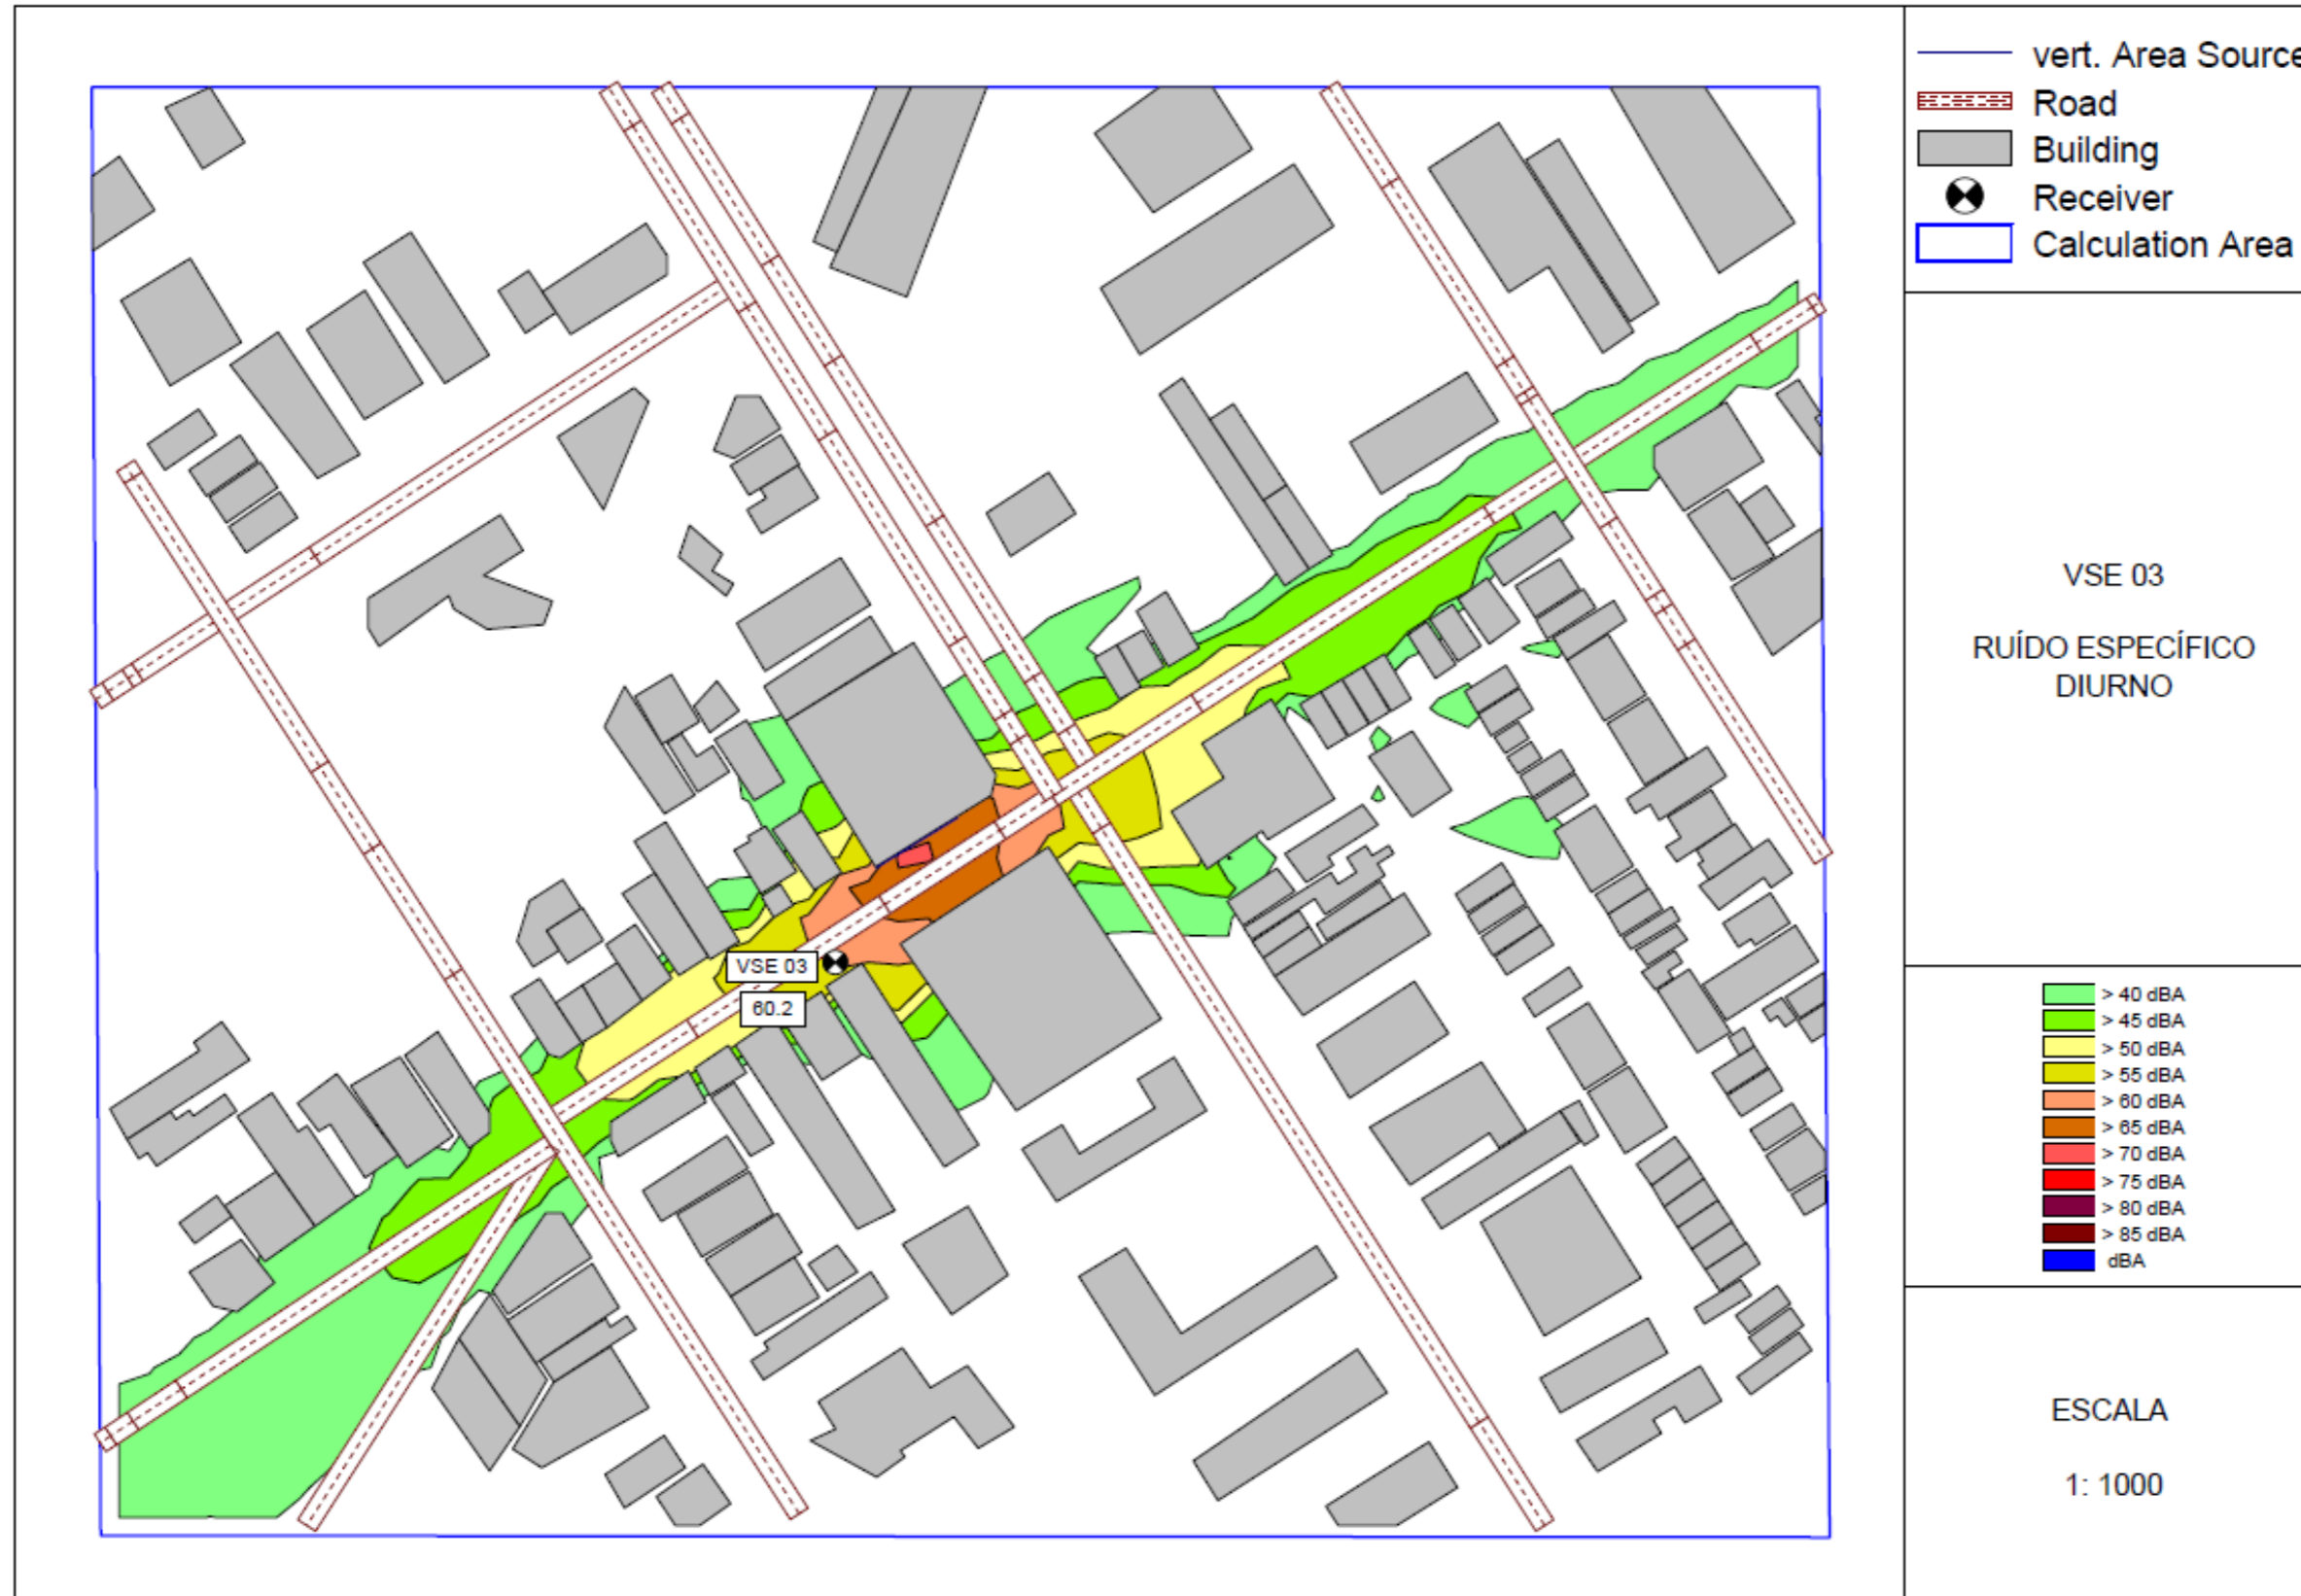 vert. Area Source
Road
Building
Receiver
Calculation Area
VSE 03
RUÍDO ESPECÍFICO
DIURNO
VSE 03
60.2
> 40 dBA
> 45 dBA
> 50 dBA
> 55 dBA
> 60 dBA
> 65 dBA
> 70 dBA
> 75 dBA
> 80 dBA
> 85 dBA
dBA
ESCALA
1: 1000